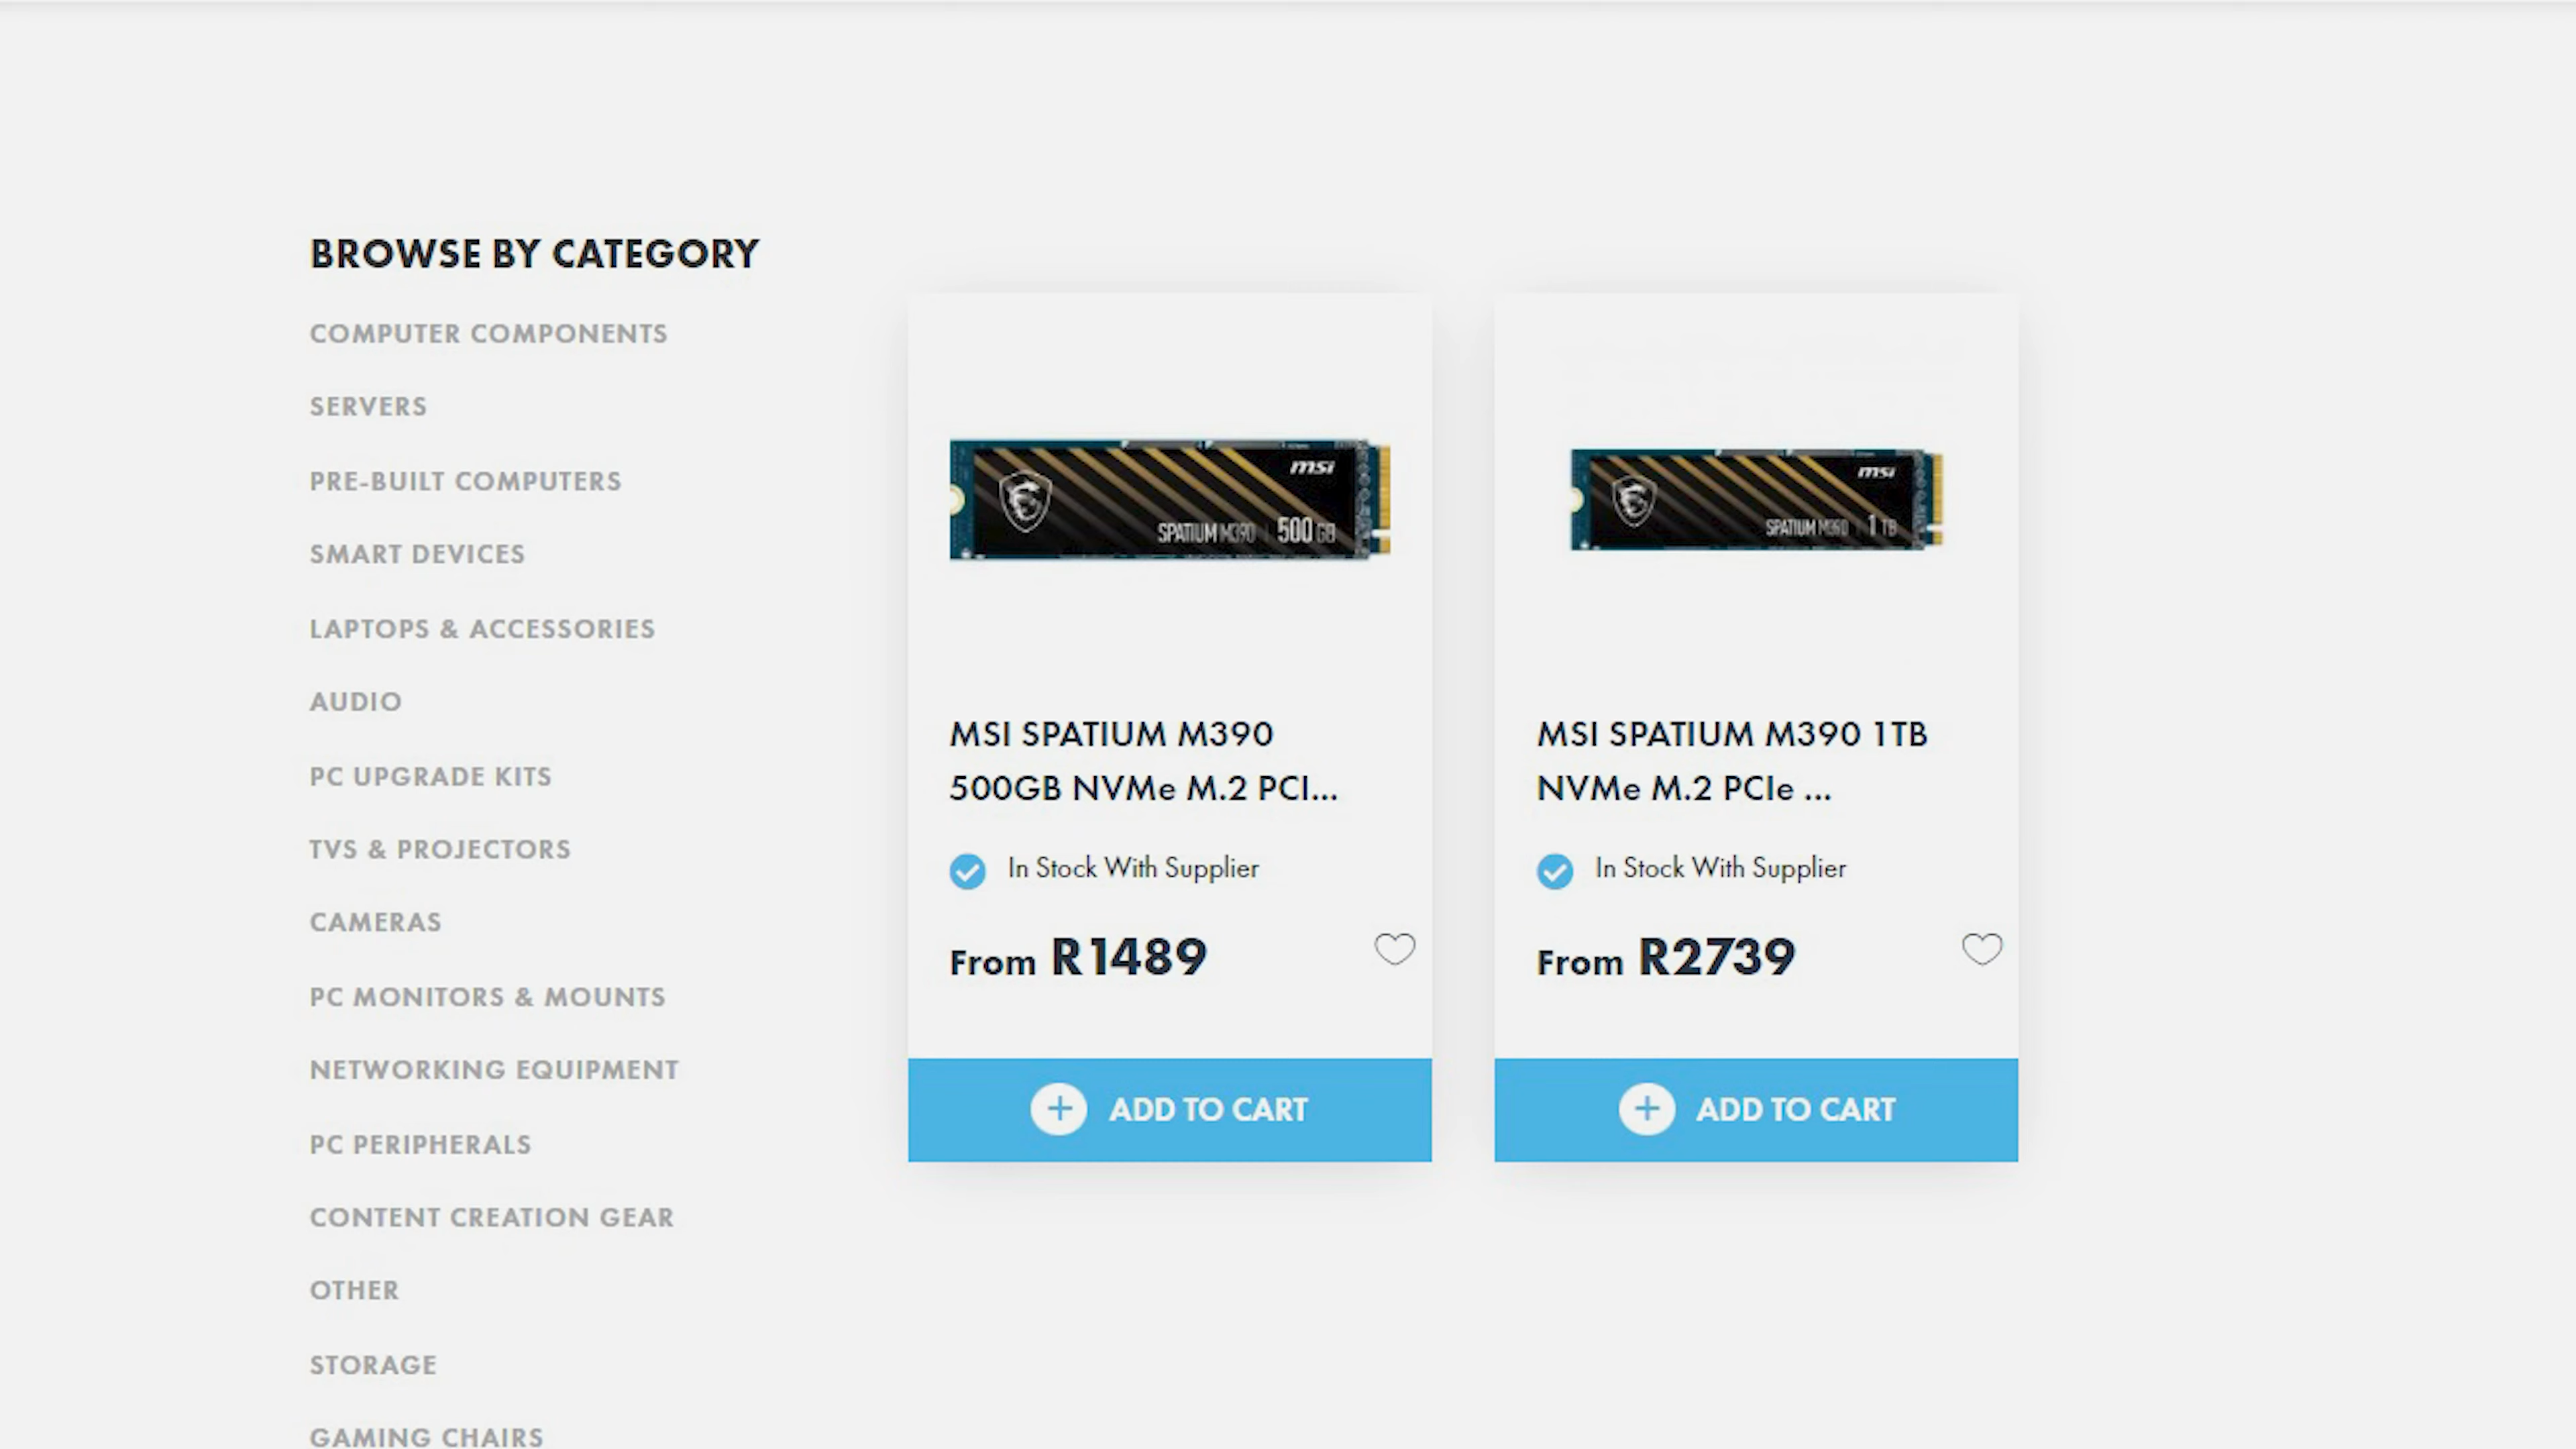 BROWSE BY CATEGORY
COMPUTER COMPONENTS
SERVERS
PRE-BUILT COMPUTERS
SMART DEVICES
LAPTOPS & ACCESSORIES
AUDIO
PC UPGRADE KITS
TVS & PROJECTORS
CAMERAS
PC MONITORS & MOUNTS
NETWORKING EQUIPMENT
PC PERIPHERALS
CONTENT CREATION GEAR
OTHER
STORAGE
GAMING CHAIRS
msi
SPATIUM M390 | 500 GB
MSI SPATIUM M390
500GB NVMe M.2 PCI...
In Stock With Supplier
From R1489
ADD TO CART
msi
SPATIUM M390 | 1 TB
MSI SPATIUM M390 1TB
NVMe M.2 PCIe ...
In Stock With Supplier
From R2739
ADD TO CART